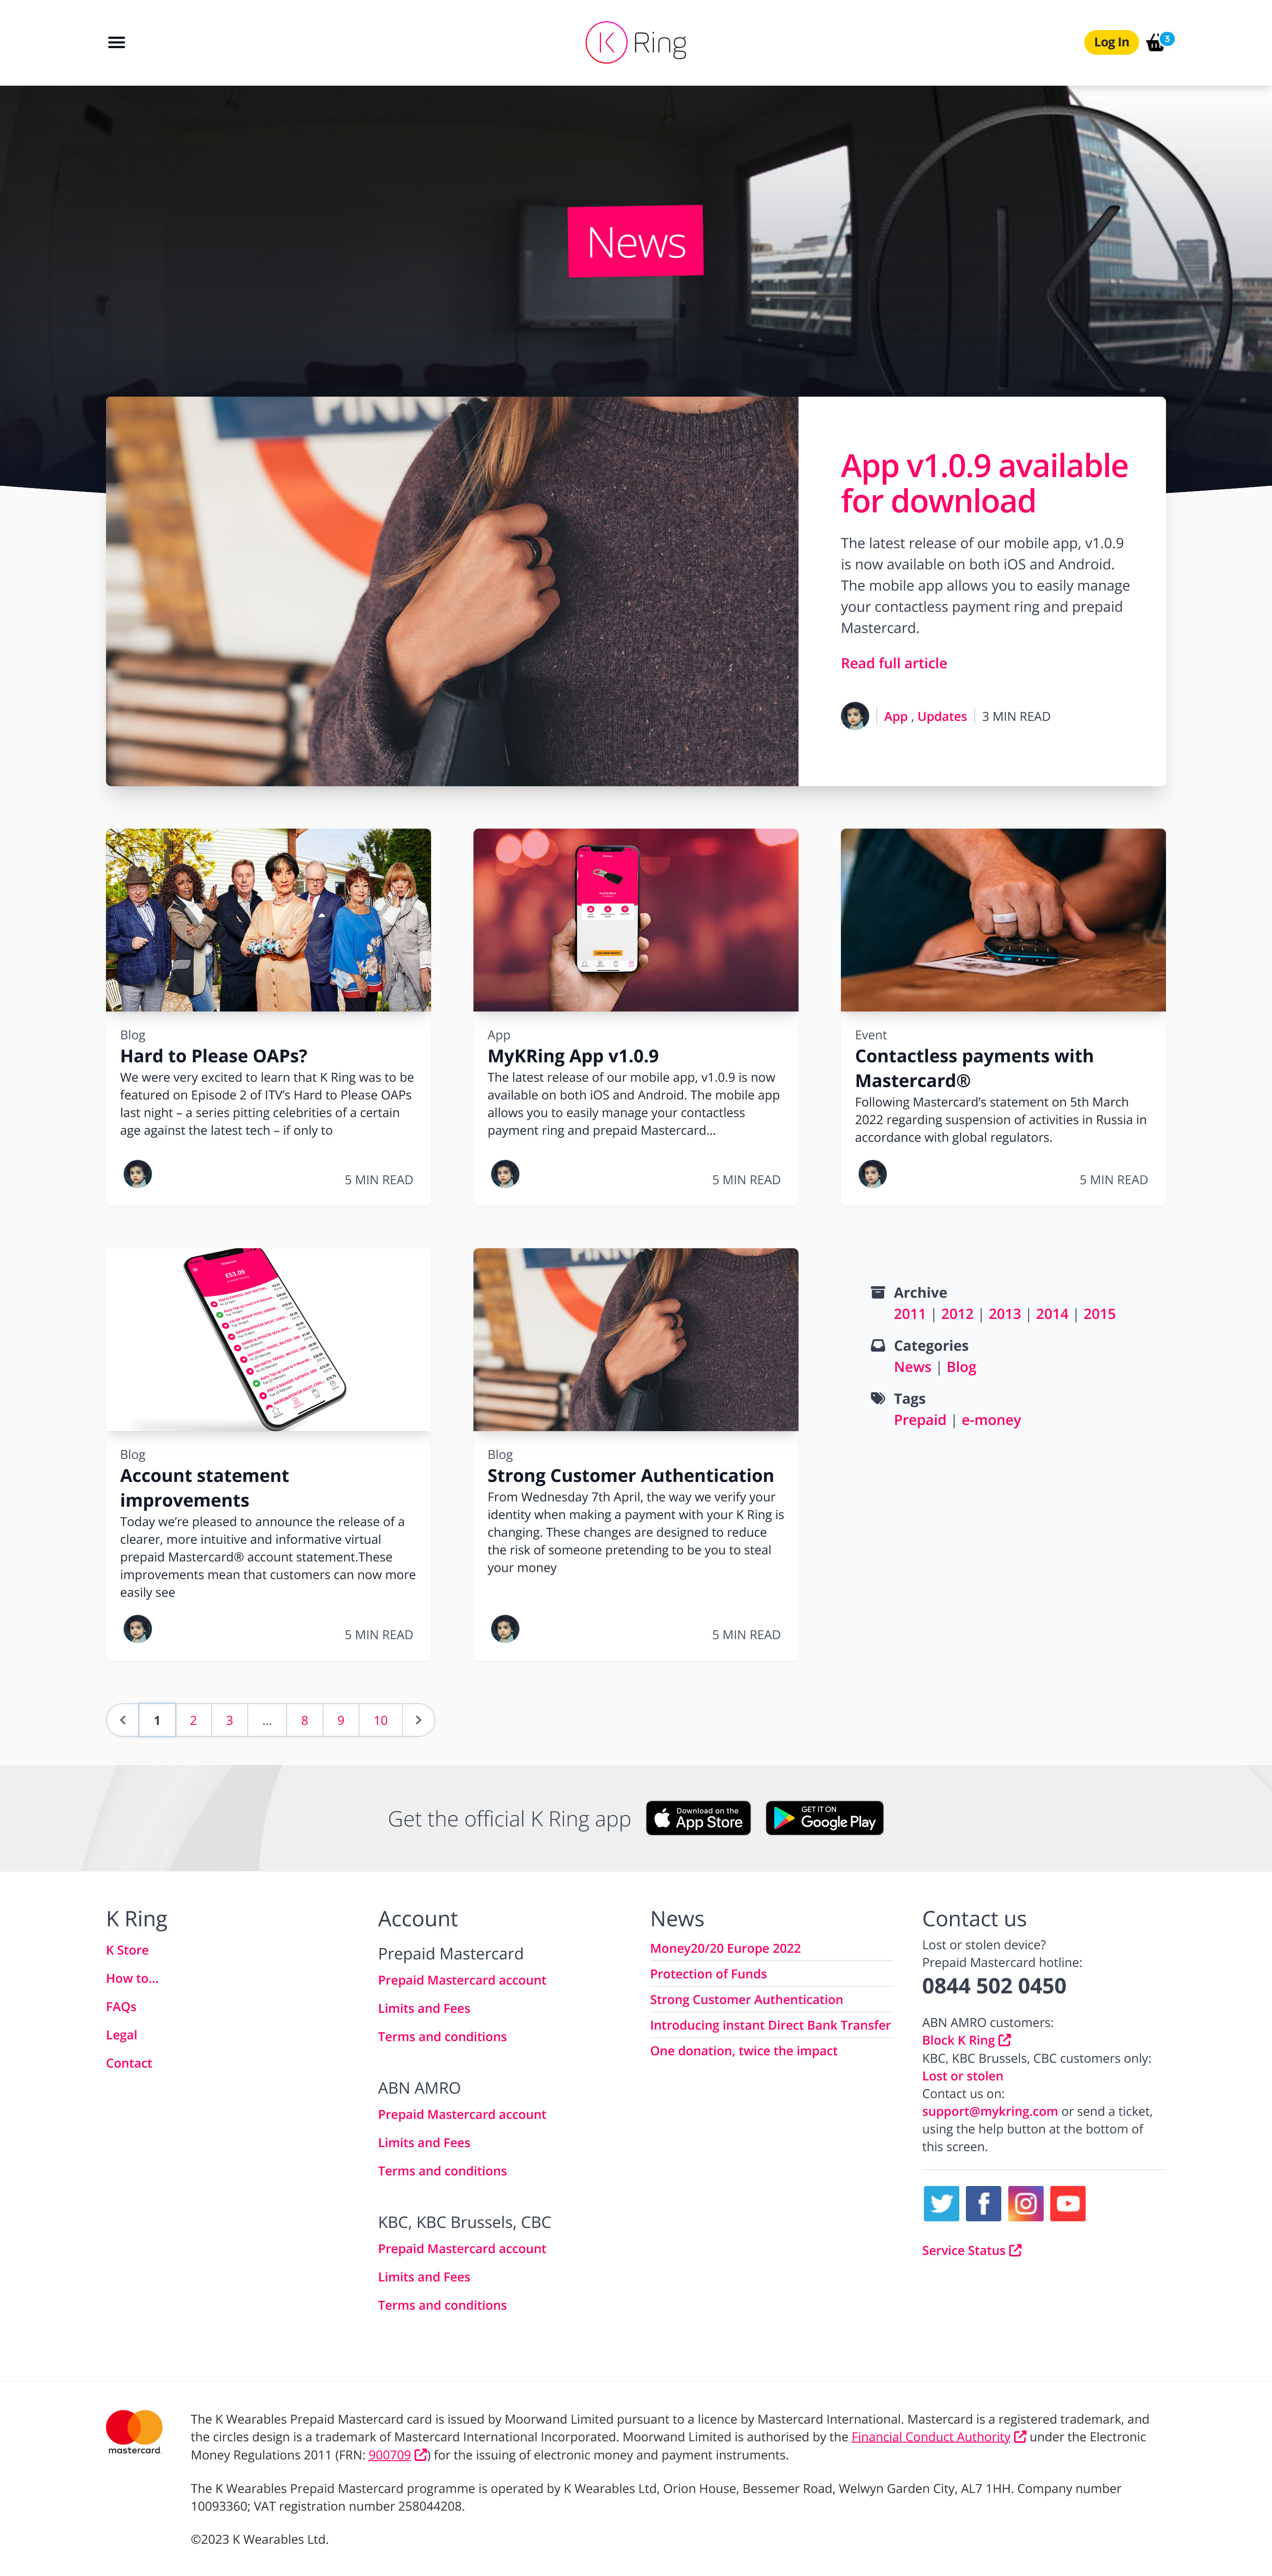 K Ring
Log In
3
News
App v1.0.9 available
for download
The latest release of our mobile app, v1.0.9
is now available on both iOS and Android.
The mobile app allows you to easily manage
your contactless payment ring and prepaid
Mastercard.
Read full article
App , Updates
3 MIN READ
Blog
Hard to Please OAPs?
We were very excited to learn that K Ring was to be
featured on Episode 2 of ITV’s Hard to Please OAPs
last night – a series pitting celebrities of a certain
age against the latest tech – if only to
5 MIN READ
App
MyKRing App v1.0.9
The latest release of our mobile app, v1.0.9 is now
available on both iOS and Android. The mobile app
allows you to easily manage your contactless
payment ring and prepaid Mastercard...
5 MIN READ
Event
Contactless payments with
Mastercard®
Following Mastercard’s statement on 5th March
2022 regarding suspension of activities in Russia in
accordance with global regulators.
5 MIN READ
£53.09
Blog
Account statement
improvements
Today we’re pleased to announce the release of a
clearer, more intuitive and informative virtual
prepaid Mastercard® account statement.These
improvements mean that customers can now more
easily see
5 MIN READ
Blog
Strong Customer Authentication
From Wednesday 7th April, the way we verify your
identity when making a payment with your K Ring is
changing. These changes are designed to reduce
the risk of someone pretending to be you to steal
your money
5 MIN READ
Archive
2011 | 2012 | 2013 | 2014 | 2015
Categories
News | Blog
Tags
Prepaid | e-money
1 2 3 ... 8 9 10
Get the official K Ring app
Download on the
App Store
GET IT ON
Google Play
K Ring
K Store
How to...
FAQs
Legal
Contact
Account
Prepaid Mastercard
Prepaid Mastercard account
Limits and Fees
Terms and conditions
ABN AMRO
Prepaid Mastercard account
Limits and Fees
Terms and conditions
KBC, KBC Brussels, CBC
Prepaid Mastercard account
Limits and Fees
Terms and conditions
News
Money20/20 Europe 2022
Protection of Funds
Strong Customer Authentication
Introducing instant Direct Bank Transfer
One donation, twice the impact
Contact us
Lost or stolen device?
Prepaid Mastercard hotline:
0844 502 0450
ABN AMRO customers:
Block K Ring
KBC, KBC Brussels, CBC customers only:
Lost or stolen
Contact us on:
support@mykring.com or send a ticket,
using the help button at the bottom of
this screen.
Service Status
mastercard.
The K Wearables Prepaid Mastercard card is issued by Moorwand Limited pursuant to a licence by Mastercard International. Mastercard is a registered trademark, and
the circles design is a trademark of Mastercard International Incorporated. Moorwand Limited is authorised by the Financial Conduct Authority under the Electronic
Money Regulations 2011 (FRN: 900709 ) for the issuing of electronic money and payment instruments.
The K Wearables Prepaid Mastercard programme is operated by K Wearables Ltd, Orion House, Bessemer Road, Welwyn Garden City, AL7 1HH. Company number
10093360; VAT registration number 258044208.
©2023 K Wearables Ltd.